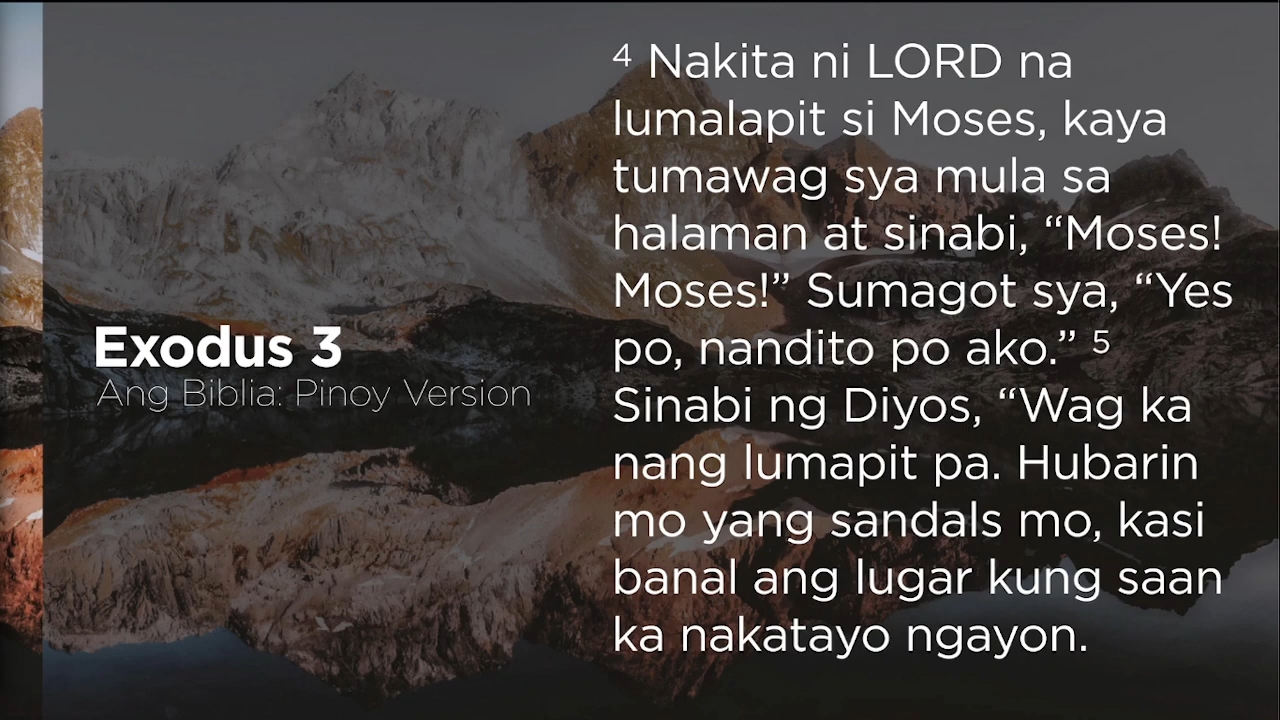 Exodus 3
Ang Biblia: Pinoy Version
4 Nakita ni LORD na
lumalapit si Moses, kaya
tumawag sya mula sa
halaman at sinabi, “Moses!
Moses!” Sumagot sya, “Yes
po, nandito po ako.” 5
Sinabi ng Diyos, “Wag ka
nang lumapit pa. Hubarin
mo yang sandals mo, kasi
banal ang lugar kung saan
ka nakatayo ngayon.